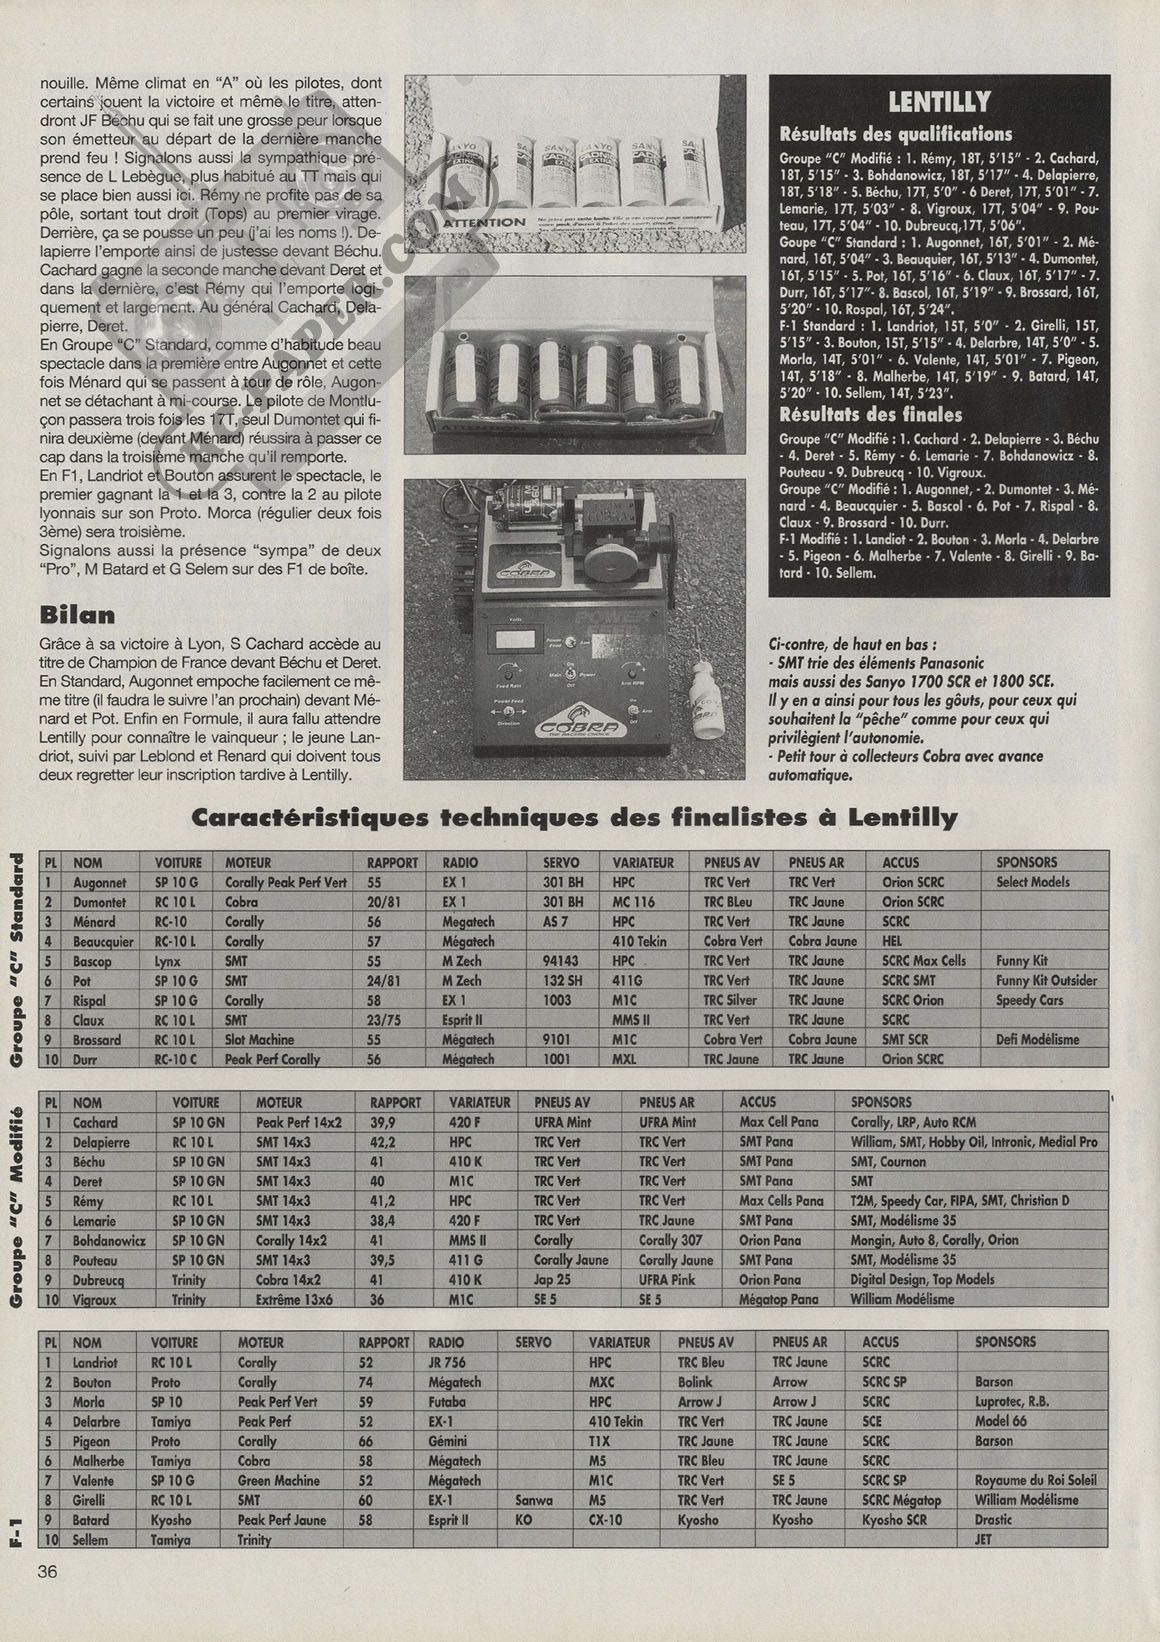 nouille. Même climat en "A" où les pilotes, dont
certains jouent la victoire et même le titre, atten-
dront JF Béchu qui se fait une grosse peur lorsque
son émetteur au départ de la dernière manche
prend feu ! Signalons aussi la sympathique pré-
sence de L Lebègue, plus habitué au TT mais qui
se place bien aussi ici. Rémy ne profite pas de sa
pôle, sortant tout droit (Tops) au premier virage.
Derrière, ça se pousse un peu (j'ai les noms !). De-
lapierre l'emporte ainsi de justesse devant Béchu.
Cachard gagne la seconde manche devant Deret et
dans la dernière, c'est Rémy qui l'emporte logi-
quement et largement. Au général Cachard, Dela-
pierre, Deret.
En Groupe "C" Standard, comme d'habitude beau
spectacle dans la première entre Augonnet et cette
fois Ménard qui se passent à tour de rôle, Augon-
net se détachant à mi-course. Le pilote de Montlu-
çon passera trois fois les 17T, seul Dumontet qui fi-
nira deuxième (devant Ménard) réussira à passer ce
cap dans la troisième manche qu'il remporte.
En F1, Landriot et Bouton assurent le spectacle, le
premier gagnant la 1 et la 3, contre la 2 au pilote
lyonnais sur son Proto. Morca (régulier deux fois
3ème) sera troisième.
Signalons aussi la présence "sympa" de deux
"Pro", M Batard et G Selem sur des F1 de boîte.
Bilan
Grâce à sa victoire à Lyon, S Cachard accède au
titre de Champion de France devant Béchu et Deret.
En Standard, Augonnet empoche facilement ce mê-
me titre (il faudra le suivre l'an prochain) devant Mé-
nard et Pot. Enfin en Formule, il aura fallu attendre
Lentilly pour connaître le vainqueur ; le jeune Lan-
driot, suivi par Leblond et Renard qui doivent tous
deux regretter leur inscription tardive à Lentilly.
RC-PAPER.COM
SANYO
CADNICA
ATTENTION
ATTENTION
COBRA
Volts
Power Feed
Arm
Main
On
Off
Power
Feed Rate
Arm RPM
Power Feed
Direction
Arm
Off
COBRA
THE RACERS CHOICE
LENTILLY
Résultats des qualifications
Groupe "C" Modifié : 1. Rémy, 18T, 5'15" - 2. Cachard,
18T, 5'15" - 3. Bohdanowicz, 18T, 5'17" - 4. Delapierre,
18T, 5'18" - 5. Béchu, 17T, 5'0" - 6 Deret, 17T, 5'01" - 7.
Lemarie, 17T, 5'03" - 8. Vigroux, 17T, 5'04" - 9. Pou-
teau, 17T, 5'04" - 10. Dubreucq,17T, 5'06".
Goupe "C" Standard : 1. Augonnet, 16T, 5'01" - 2. Mé-
nard, 16T, 5'04" - 3. Beauquier, 16T, 5'13" - 4. Dumontet,
16T, 5'15" - 5. Pot, 16T, 5'16" - 6. Claux, 16T, 5'17" - 7.
Durr, 16T, 5'17"- 8. Bascol, 16T, 5'19" - 9. Brossard, 16T,
5'20" - 10. Rospal, 16T, 5'24".
F-1 Standard : 1. Landriot, 15T, 5'0" - 2. Girelli, 15T,
5'15" - 3. Bouton, 15T, 5'15" - 4. Delarbre, 14T, 5'0" - 5.
Morla, 14T, 5'01" - 6. Valente, 14T, 5'01" - 7. Pigeon,
14T, 5'18" - 8. Malherbe, 14T, 5'19" - 9. Batard, 14T,
5'20" - 10. Sellem, 14T, 5'23".
Résultats des finales
Groupe "C" Modifié : 1. Cachard - 2. Delapierre - 3. Béchu
- 4. Deret - 5. Rémy - 6. Lemarie - 7. Bohdanowicz - 8.
Pouteau - 9. Dubreucq - 10. Vigroux.
Groupe "C" Modifié : 1. Augonnet, - 2. Dumontet - 3. Mé-
nard - 4. Beaucquier - 5. Bascol - 6. Pot - 7. Rispal - 8.
Claux - 9. Brossard - 10. Durr.
F-1 Modifié : 1. Landiot - 2. Bouton - 3. Morla - 4. Delarbre
- 5. Pigeon - 6. Malherbe - 7. Valente - 8. Girelli - 9. Ba-
tard - 10. Sellem.
Ci-contre, de haut en bas :
- SMT trie des éléments Panasonic
mais aussi des Sanyo 1700 SCR et 1800 SCE.
Il y en a ainsi pour tous les goûts, pour ceux qui
souhaitent la "pêche" comme pour ceux qui
privilègient l'autonomie.
- Petit tour à collecteurs Cobra avec avance
automatique.
Caractéristiques techniques des finalistes à Lentilly
Groupe "C" Standard
PL NOM VOITURE MOTEUR RAPPORT RADIO SERVO VARIATEUR PNEUS AV PNEUS AR ACCUS SPONSORS
1 Augonnet SP 10 G Corally Peak Perf Vert 55 EX 1 301 BH HPC TRC Vert TRC Vert Orion SCRC Select Models
2 Dumontet RC 10 L Cobra 20/81 EX 1 301 BH MC 116 TRC BLeu TRC Jaune Orion SCRC
3 Ménard RC-10 Corally 56 Megatech AS 7 HPC TRC Vert TRC Jaune SCRC
4 Beaucquier RC-10 L Corally 57 Mégatech 410 Tekin Cobra Vert Cobra Jaune HEL
5 Bascop Lynx SMT 55 M Zech 94143 HPC TRC Vert TRC Jaune SCRC Max Cells Funny Kit
6 Pot SP 10 G SMT 24/81 M Zech 132 SH 411G TRC Vert TRC Jaune SCRC SMT Funny Kit Outsider
7 Rispal SP 10 G Corally 58 EX 1 1003 M1C TRC Silver TRC Jaune SCRC Orion Speedy Cars
8 Claux RC 10 L SMT 23/75 Esprit II MMS II TRC Vert TRC Jaune SCRC
9 Brossard RC 10 L Slot Machine 55 Mégatech 9101 M1C Cobra Vert Cobra Jaune SMT SCR Defi Modélisme
10 Durr RC-10 C Peak Perf Corally 56 Mégatech 1001 MXL TRC Jaune TRC Jaune Orion SCRC
Groupe "C" Modifié
PL NOM VOITURE MOTEUR RAPPORT VARIATEUR PNEUS AV PNEUS AR ACCUS SPONSORS
1 Cachard SP 10 GN Peak Perf 14x2 39,9 420 F UFRA Mint UFRA Mint Max Cell Pana Corally, LRP, Auto RCM
2 Delapierre RC 10 L SMT 14x3 42,2 HPC TRC Vert TRC Vert SMT Pana William, SMT, Hobby Oil, Intronic, Medial Pro
3 Béchu SP 10 GN SMT 14x3 41 410 K TRC Vert TRC Vert SMT Pana SMT, Cournon
4 Deret SP 10 GN SMT 14x3 40 M1C TRC Vert TRC Vert SMT Pana SMT
5 Rémy RC 10 L SMT 14x3 41,2 HPC TRC Vert TRC Vert Max Cells Pana T2M, Speedy Car, FIPA, SMT, Christian D
6 Lemarie SP 10 GN SMT 14x3 38,4 420 F TRC Vert TRC Jaune SMT Pana SMT, Modélisme 35
7 Bohdanowicz SP 10 GN Corally 14x2 41 MMS II Corally Corally 307 Orion Pana Mongin, Auto 8, Corally, Orion
8 Pouteau SP 10 GN SMT 14x3 39,5 411 G Corally Jaune Corally Jaune SMT Pana SMT, Modélisme 35
9 Dubreucq Trinity Cobra 14x2 41 410 K Jap 25 UFRA Pink Orion Pana Digital Design, Top Models
10 Vigroux Trinity Extrême 13x6 36 M1C SE 5 SE 5 Mégatop Pana William Modélisme
F-1
PL NOM VOITURE MOTEUR RAPPORT RADIO SERVO VARIATEUR PNEUS AV PNEUS AR ACCUS SPONSORS
1 Landriot RC 10 L Corally 52 JR 756 HPC TRC Bleu TRC Jaune SCRC
2 Bouton Proto Corally 74 Mégatech MXC Bolink Arrow SCRC SP Barson
3 Morla SP 10 Peak Perf Vert 59 Futaba HPC Arrow J Arrow J SCRC Luprotec, R.B.
4 Delarbre Tamiya Peak Perf 52 EX-1 410 Tekin TRC Vert TRC Jaune SCE Model 66
5 Pigeon Proto Corally 66 Gémini T1X TRC Jaune TRC Jaune SCRC Barson
6 Malherbe Tamiya Cobra 58 Mégatech M5 TRC Bleu TRC Jaune SCRC
7 Valente SP 10 G Green Machine 52 Mégatech M1C TRC Vert SE 5 SCRC SP Royaume du Roi Soleil
8 Girelli RC 10 L SMT 60 EX-1 Sanwa M5 TRC Vert TRC Jaune SCRC Mégatop William Modélisme
9 Batard Kyosho Peak Perf Jaune 58 Esprit II KO CX-10 Kyosho Kyosho Kyosho SCR Drastic
10 Sellem Tamiya Trinity JET
36